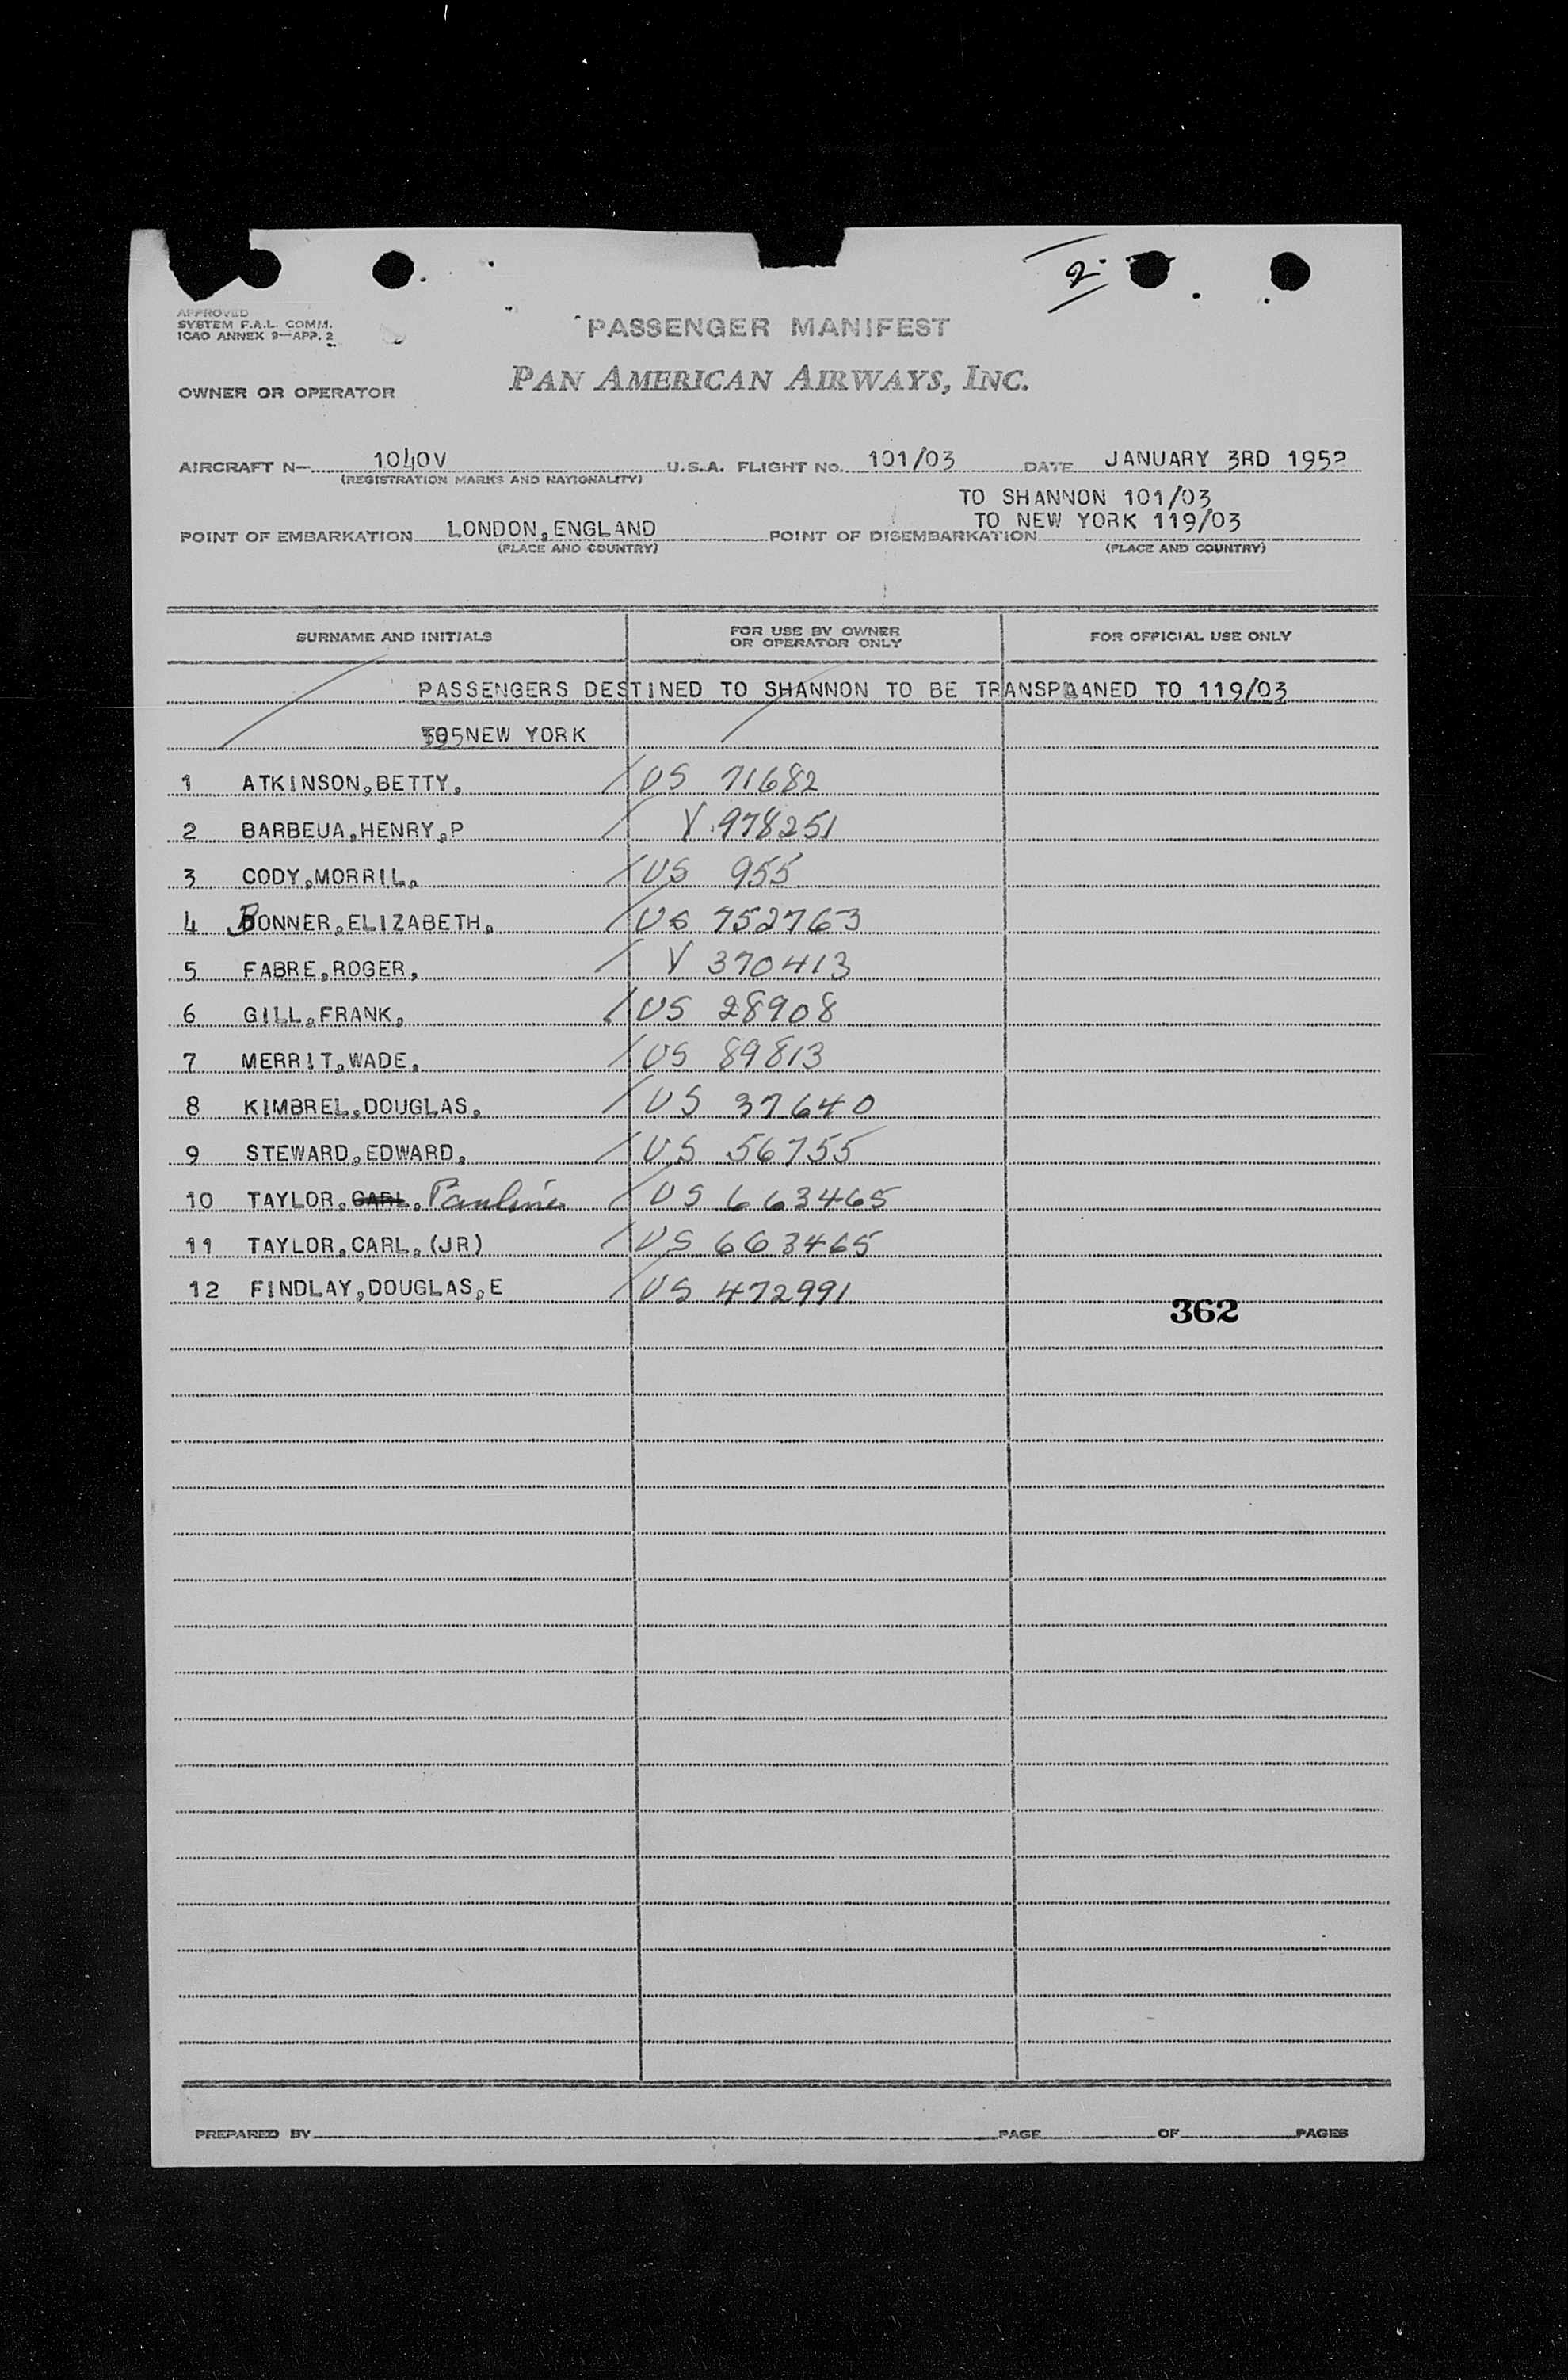 2.
APPROVED
SYSTEM F.A.L. COMM.
ICAO ANNEX 9—APP. 2
PASSENGER MANIFEST
PAN AMERICAN AIRWAYS, INC.
OWNER OR OPERATOR
AIRCRAFT N— 1040V U.S.A. FLIGHT NO. 101/03 DATE JANUARY 3RD 1952
(REGISTRATION MARKS AND NATIONALITY)
TO SHANNON 101/03
TO NEW YORK 119/03
POINT OF EMBARKATION LONDON,ENGLAND POINT OF DISEMBARKATION
(PLACE AND COUNTRY) (PLACE AND COUNTRY)
SURNAME AND INITIALS FOR USE BY OWNER OR OPERATOR ONLY FOR OFFICIAL USE ONLY
PASSENGERS DESTINED TO SHANNON TO BE TRANSPLANED TO 119/03
NEW YORK
1 ATKINSON,BETTY, US 71682
2 BARBEUA,HENRY,P V 978251
3 CODY,MORRIL, US 955
4 BONNER,ELIZABETH, US 752763
5 FABRE,ROGER, V 370413
6 GILL,FRANK, US 28908
7 MERRIT,WADE, US 89813
8 KIMBREL,DOUGLAS, US 37640
9 STEWARD,EDWARD, US 56755
10 TAYLOR,CARL, Pauline US 663465
11 TAYLOR,CARL,(JR) US 663465
12 FINDLAY,DOUGLAS,E US 472991
362
PREPARED BY PAGE OF PAGES